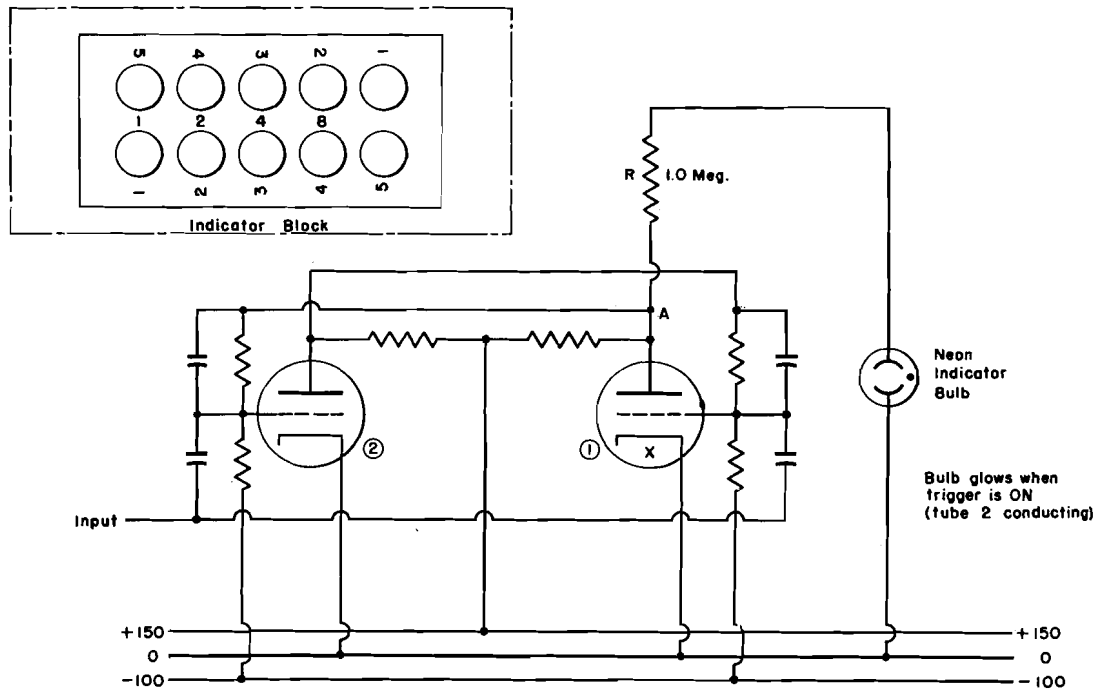 5 4 3 2 1
1 2 4 8
1 2 3 4 5
Indicator Block
R 1.0 Meg.
A
Neon
Indicator
Bulb
2
1
X
Bulb glows when
trigger is ON
(tube 2 conducting)
Input
+150 +150
0 0
-100 -100